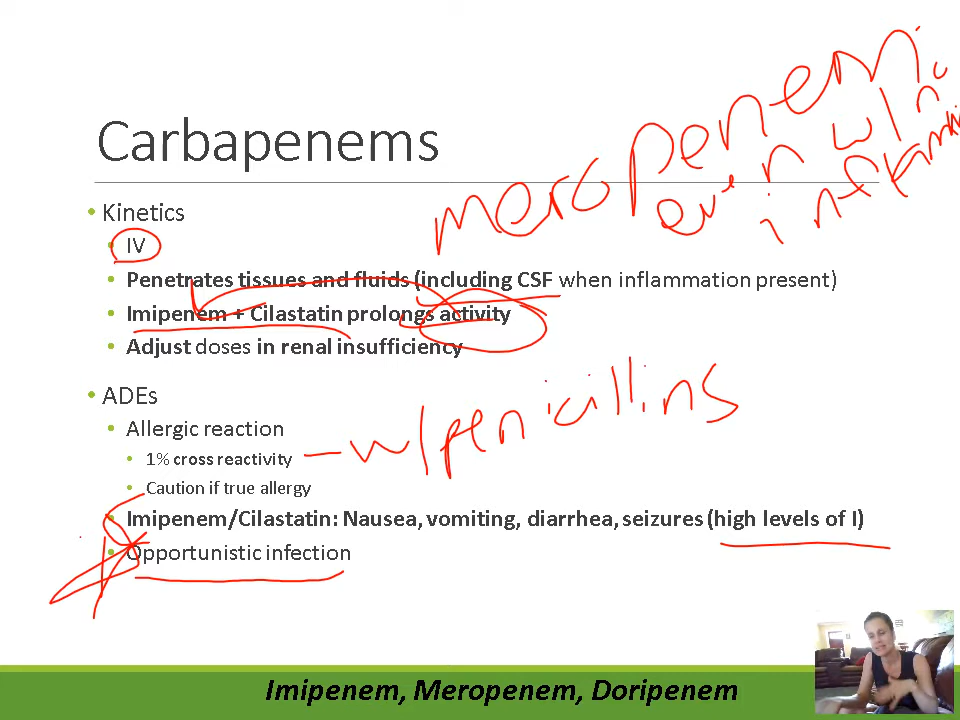 meropenem:
even w/no
inflamm
Carbapenems
• Kinetics
• IV
• Penetrates tissues and fluids (including CSF when inflammation present)
• Imipenem + Cilastatin prolongs activity
• Adjust doses in renal insufficiency
• ADEs
• Allergic reaction
• 1% cross reactivity – w/penicillins
• Caution if true allergy
• Imipenem/Cilastatin: Nausea, vomiting, diarrhea, seizures (high levels of I)
• Opportunistic infection
Imipenem, Meropenem, Doripenem